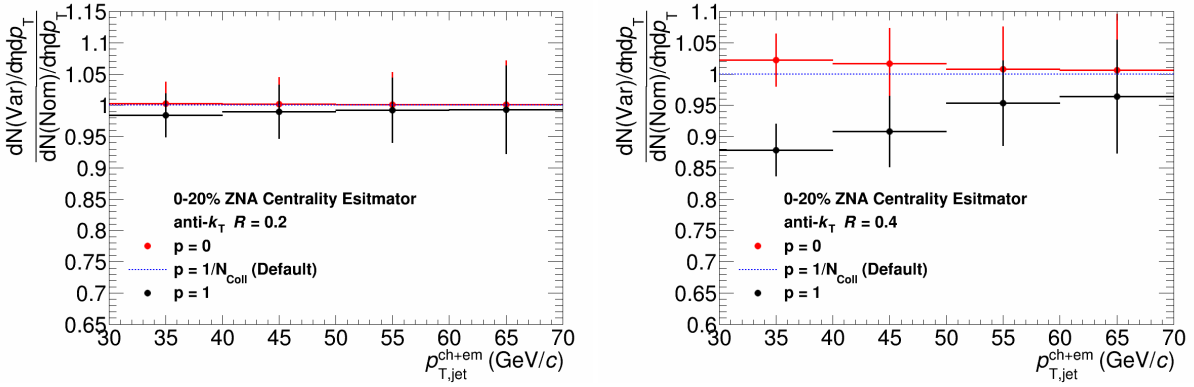 dN(Var)/dηdp_T
dN(Nom)/dηdp_T
1.15
1.1
1.05
1
0.95
0.9
0.85
0.8
0.75
0.7
0.65
0-20% ZNA Centrality Esitmator
anti-k_T R = 0.2
p = 0
p = 1/N_Coll (Default)
p = 1
30 35 40 45 50 55 60 65 70
p_T,jet^ch+em (GeV/c)
dN(Var)/dηdp_T
dN(Nom)/dηdp_T
1.1
1.05
1
0.95
0.9
0.85
0.8
0.75
0.7
0.65
0.6
0-20% ZNA Centrality Esitmator
anti-k_T R = 0.4
p = 0
p = 1/N_Coll (Default)
p = 1
30 35 40 45 50 55 60 65 70
p_T,jet^ch+em (GeV/c)